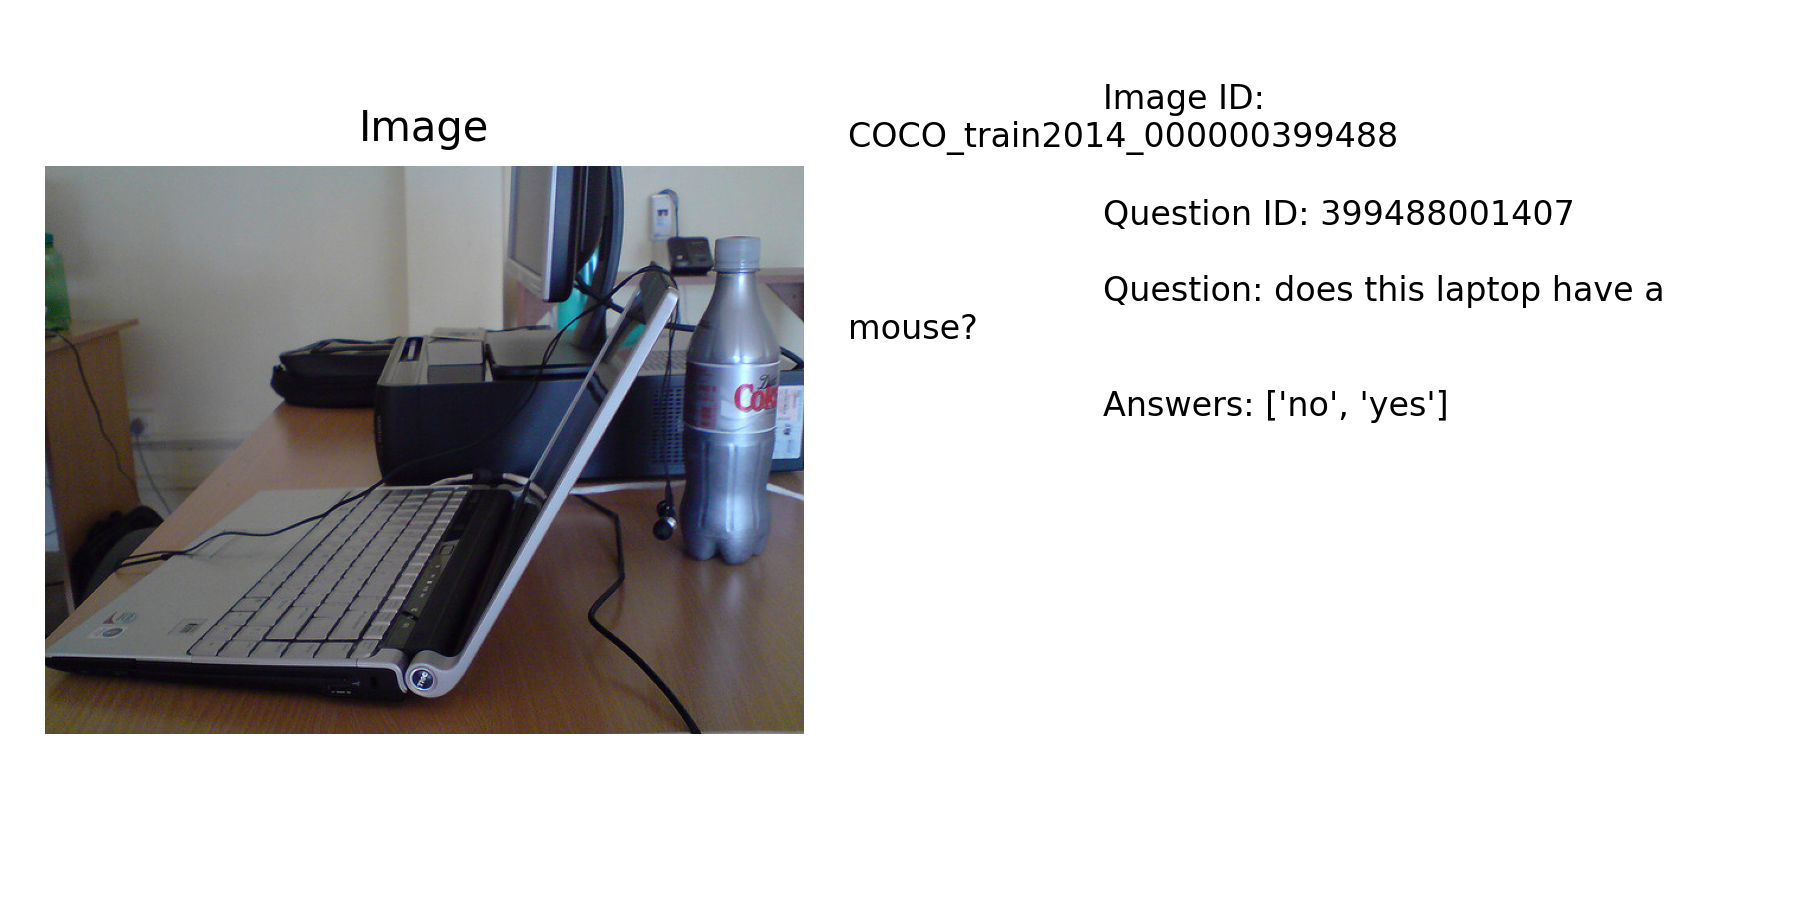 Image
Image ID:
COCO_train2014_000000399488
Question ID: 399488001407
Question: does this laptop have a
mouse?
Answers: ['no', 'yes']
Coke